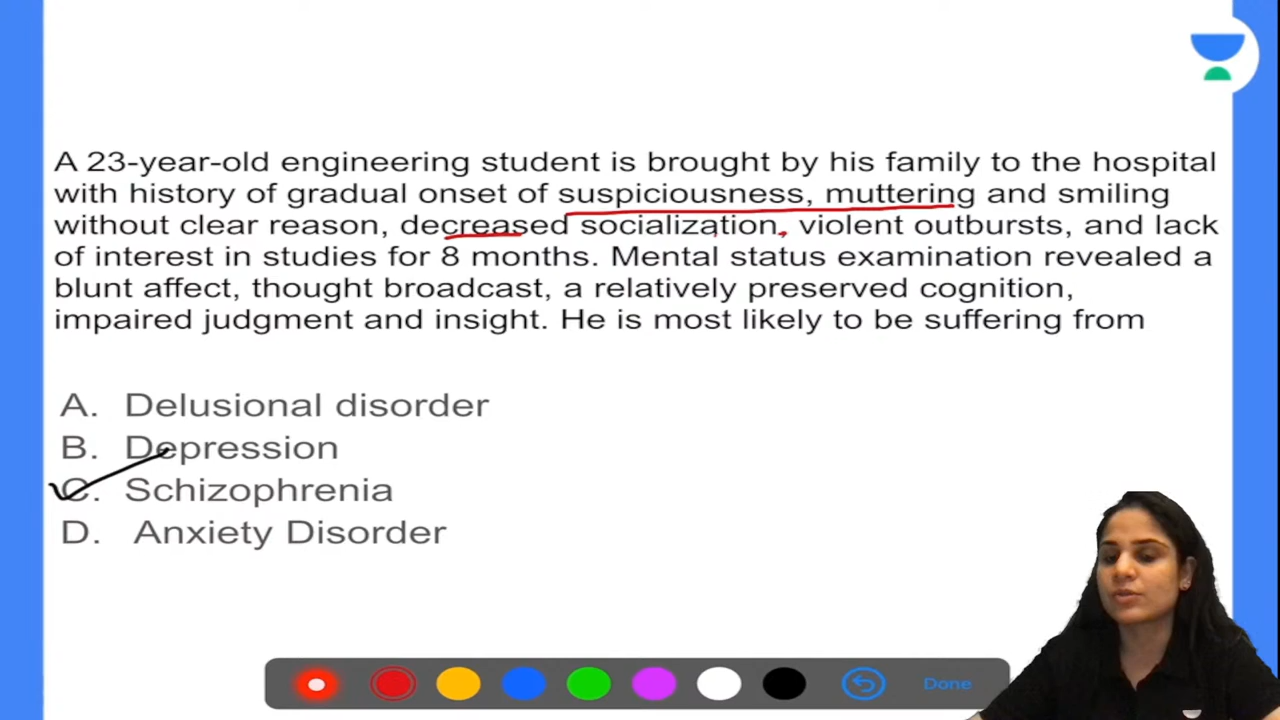 A 23-year-old engineering student is brought by his family to the hospital
with history of gradual onset of suspiciousness, muttering and smiling
without clear reason, decreased socialization, violent outbursts, and lack
of interest in studies for 8 months. Mental status examination revealed a
blunt affect, thought broadcast, a relatively preserved cognition,
impaired judgment and insight. He is most likely to be suffering from
A. Delusional disorder
B. Depression
C. Schizophrenia
D. Anxiety Disorder
Done